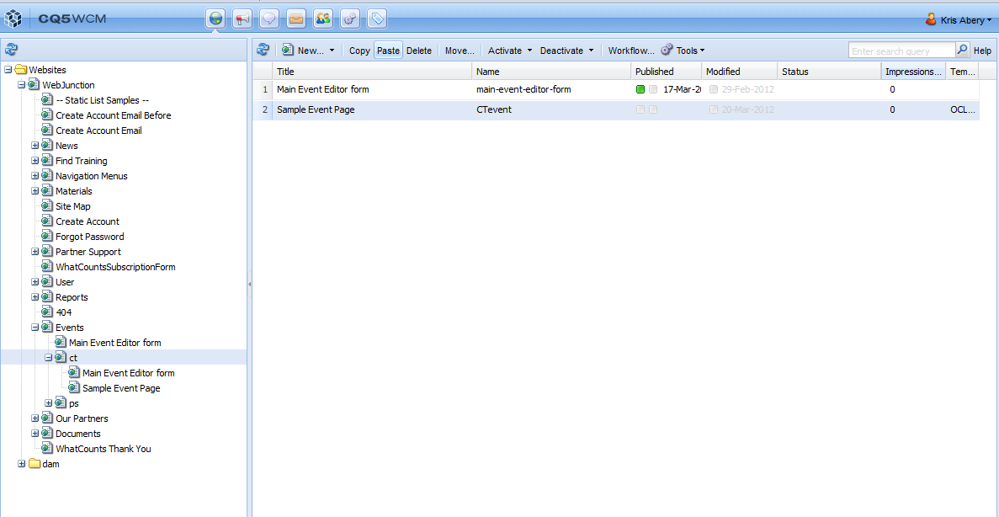 CQ5WCM
Kris Abery
New... Copy Paste Delete Move... Activate Deactivate Workflow... Tools Enter search query Help
Title Name Published Modified Status Impressions... Tem...
1 Main Event Editor form main-event-editor-form 17-Mar-20 29-Feb-2012 0
2 Sample Event Page CTevent 20-Mar-2012 0 OCL...
Websites
WebJunction
-- Static List Samples --
Create Account Email Before
Create Account Email
News
Find Training
Navigation Menus
Materials
Site Map
Create Account
Forgot Password
Partner Support
WhatCountsSubscriptionForm
User
Reports
404
Events
Main Event Editor form
ct
Main Event Editor form
Sample Event Page
ps
Our Partners
Documents
WhatCounts Thank You
dam